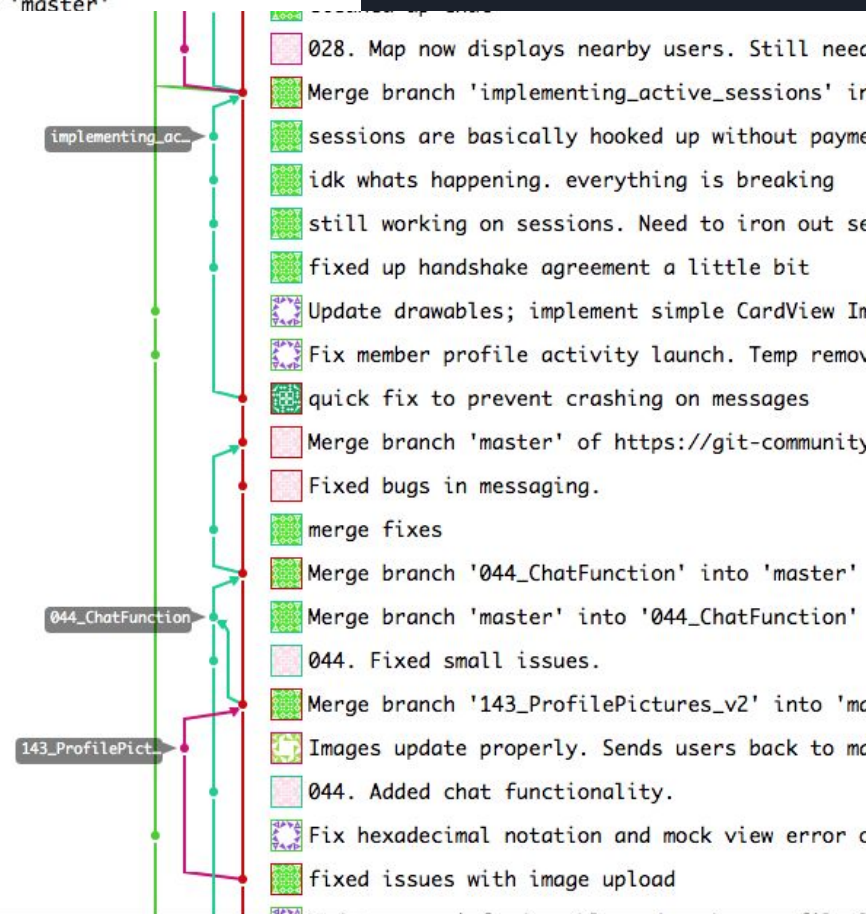 'master'
028. Map now displays nearby users. Still need
Merge branch 'implementing_active_sessions' in
implementing_ac…
sessions are basically hooked up without payme
idk whats happening. everything is breaking
still working on sessions. Need to iron out se
fixed up handshake agreement a little bit
Update drawables; implement simple CardView Im
Fix member profile activity launch. Temp remov
quick fix to prevent crashing on messages
Merge branch 'master' of https://git-community
Fixed bugs in messaging.
merge fixes
Merge branch '044_ChatFunction' into 'master'
044_ChatFunction
Merge branch 'master' into '044_ChatFunction'
044. Fixed small issues.
Merge branch '143_ProfilePictures_v2' into 'ma
143_ProfilePict…
Images update properly. Sends users back to ma
044. Added chat functionality.
Fix hexadecimal notation and mock view error o
fixed issues with image upload